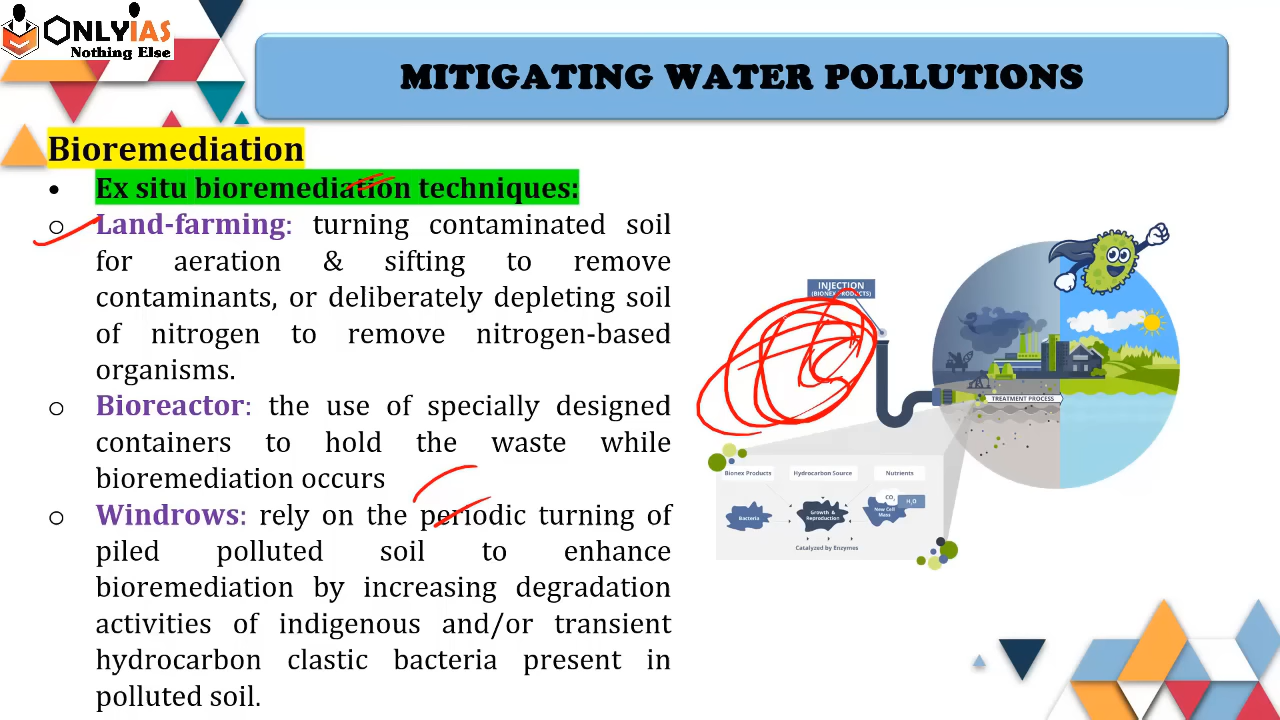 ONLYIAS
Nothing Else
MITIGATING WATER POLLUTIONS
Bioremediation
• Ex situ bioremediation techniques:
o Land-farming: turning contaminated soil
for aeration & sifting to remove
contaminants, or deliberately depleting soil
of nitrogen to remove nitrogen-based
organisms.
o Bioreactor: the use of specially designed
containers to hold the waste while
bioremediation occurs
o Windrows: rely on the periodic turning of
piled polluted soil to enhance
bioremediation by increasing degradation
activities of indigenous and/or transient
hydrocarbon clastic bacteria present in
polluted soil.
INJECTION
(BIONEX PRODUCTS)
TREATMENT PROCESS
Bionex Products Hydrocarbon Source Nutrients
CO₂ H₂O
Bacteria
Growth &
Reproduction
New Cell
Mass
Catalyzed by Enzymes